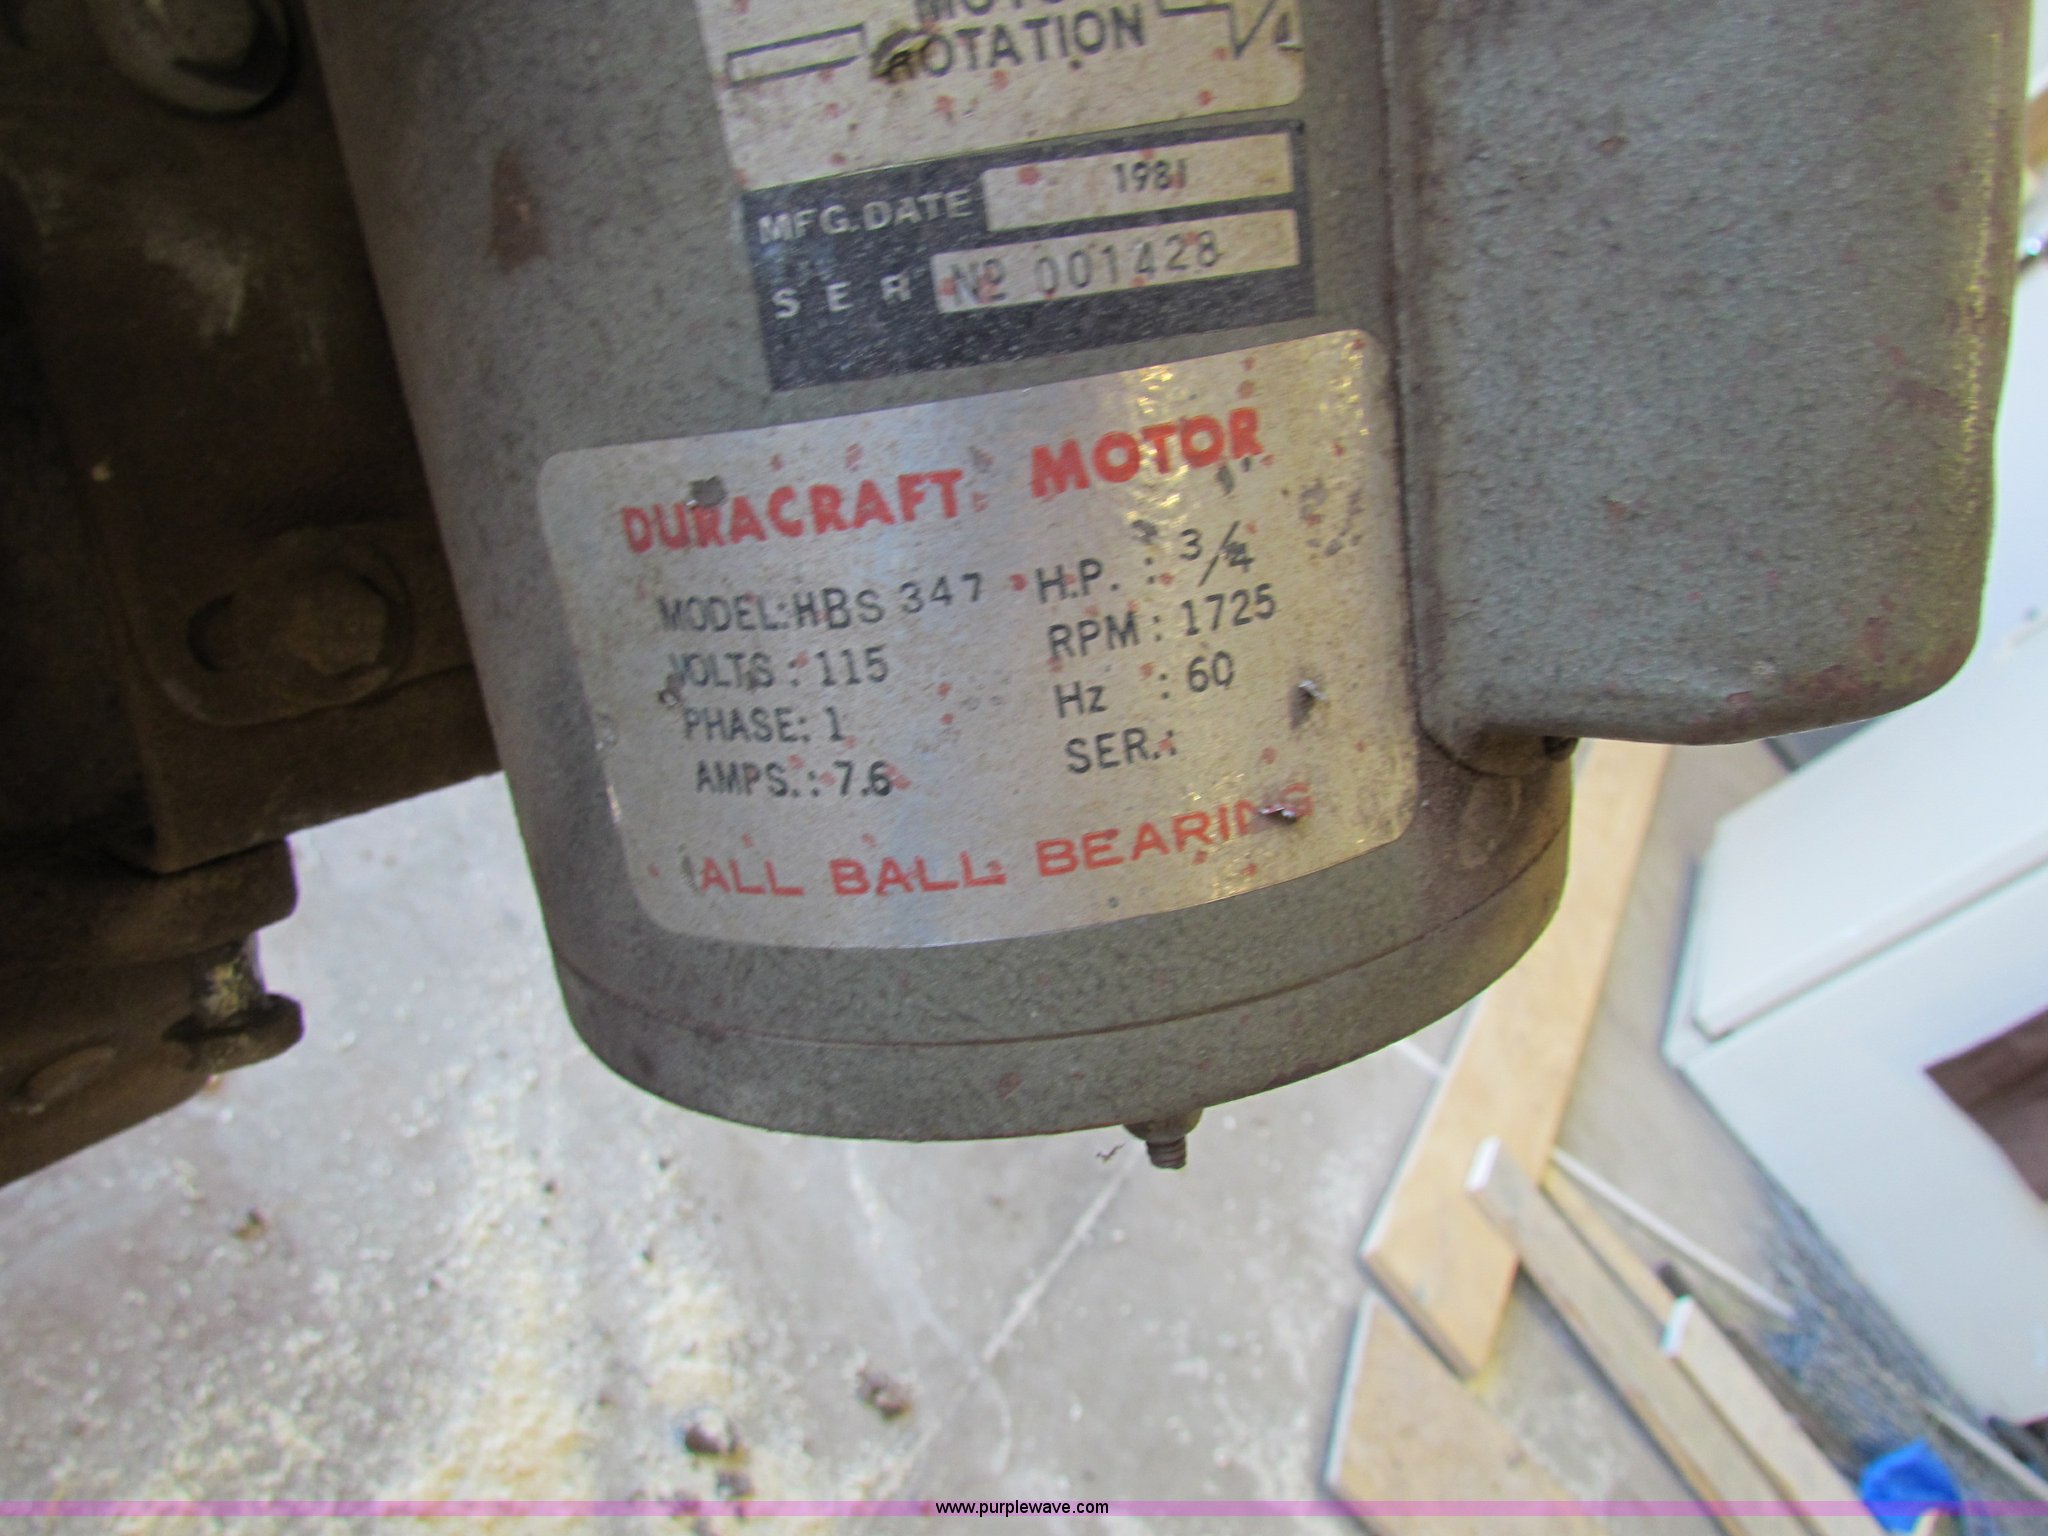 ROTATION
MFG. DATE 1981
SER Nº 001428
DURACRAFT MOTOR
MODEL: HBS 347 H.P. : 3/4
VOLTS : 115 RPM : 1725
PHASE: 1 Hz : 60
AMPS. : 7.6 SER. :
ALL BALL BEARING
www.purplewave.com